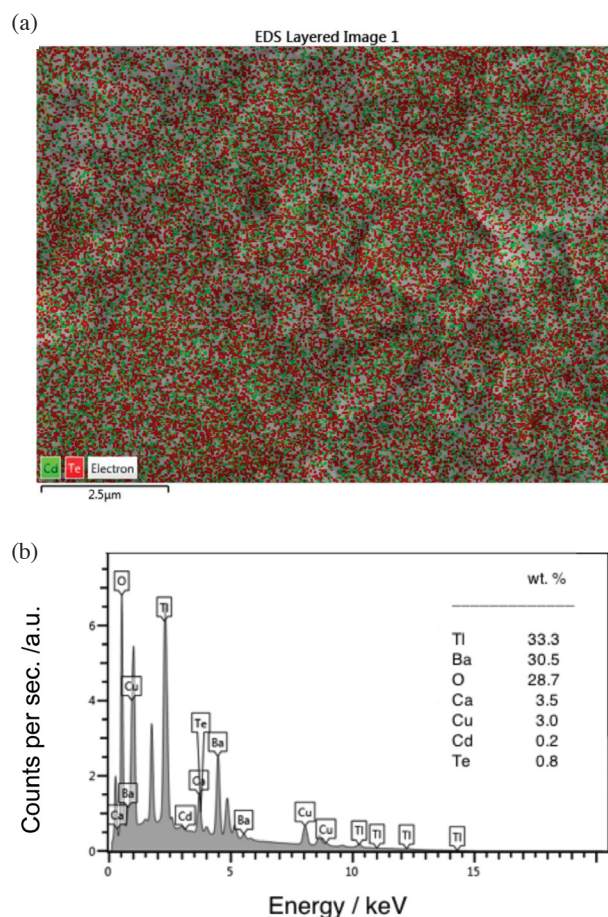 (a)
EDS Layered Image 1
Cd Te Electron
2.5μm
(b)
Counts per sec. /a.u.
6
4
2
0
0 5 10 15
Energy / keV
O
Tl
Cu
Te
Ba
Ca
Ba
Cd
Ca
Ba
Cu
Cu
Tl
Tl
Tl
Tl
wt. %
Tl 33.3
Ba 30.5
O 28.7
Ca 3.5
Cu 3.0
Cd 0.2
Te 0.8